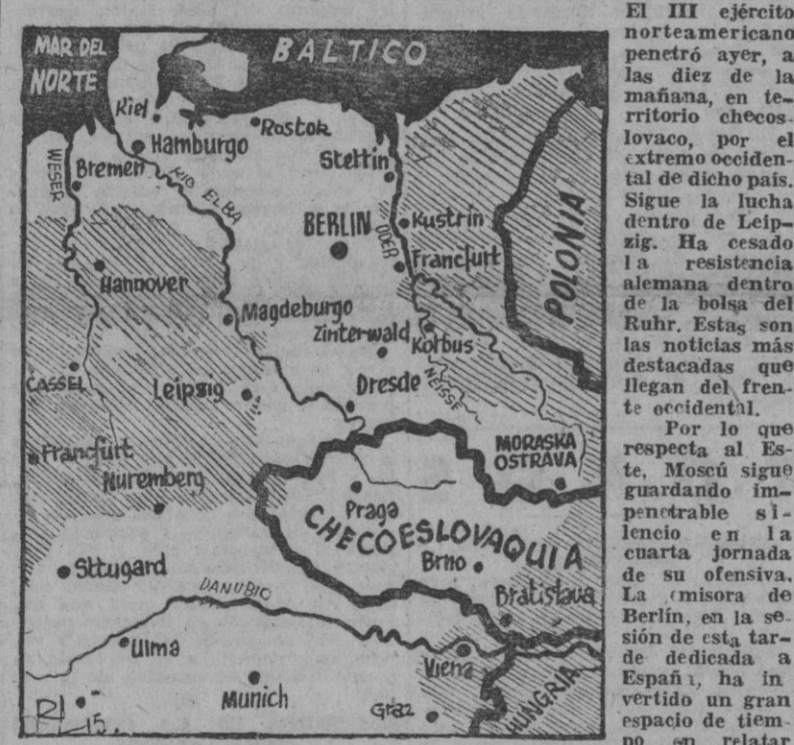 MAR DEL
NORTE
BALTICO
Kiel
Rostok
Hamburgo
Stettin
WESER
Bremen
RIO ELBA
BERLIN
ODER
Kustrin
Francfurt
POLONIA
Hannover
Magdeburgo
Zinterwald
Kotbus
CASSEL
Leipzig
Dresde
NEISSE
Francfurt
Nuremberg
MORASKA
OSTRAVA
Praga
CHECOESLOVAQUIA
Brno
Sttugard
DANUBIO
Bratislava
Ulma
Viena
Munich
Graz
HUNGRIA
El III ejército
norteamericano
penetró ayer, a
las diez de la
mañana, en te-
rritorio checos-
lovaco, por el
extremo occiden-
tal de dicho país.
Sigue la lucha
dentro de Leip-
zig. Ha cesado
la resistencia
alemana dentro
de la bolsa del
Ruhr. Estas son
las noticias más
destacadas que
llegan del fren-
te occidental.
Por lo que
respecta al Es-
te, Moscú sigue
guardando im-
penetrable si-
lencio en la
cuarta jornada
de su ofensiva.
La emisora de
Berlín, en la se-
sión de esta tar-
de dedicada a
España, ha in
vertido un gran
espacio de tiem-
po en relatar